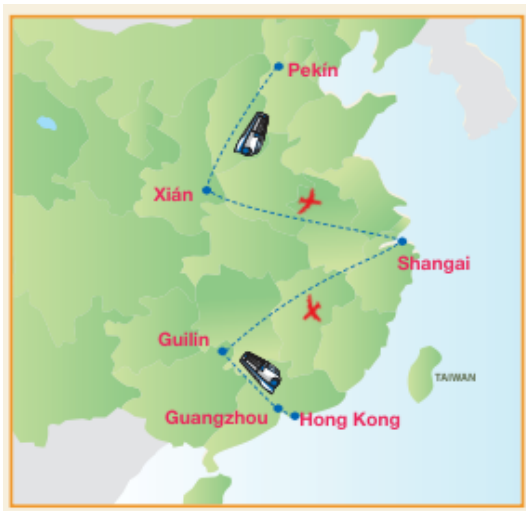 Pekín
Xián
Shangai
Guilin
TAIWAN
Guangzhou
Hong Kong